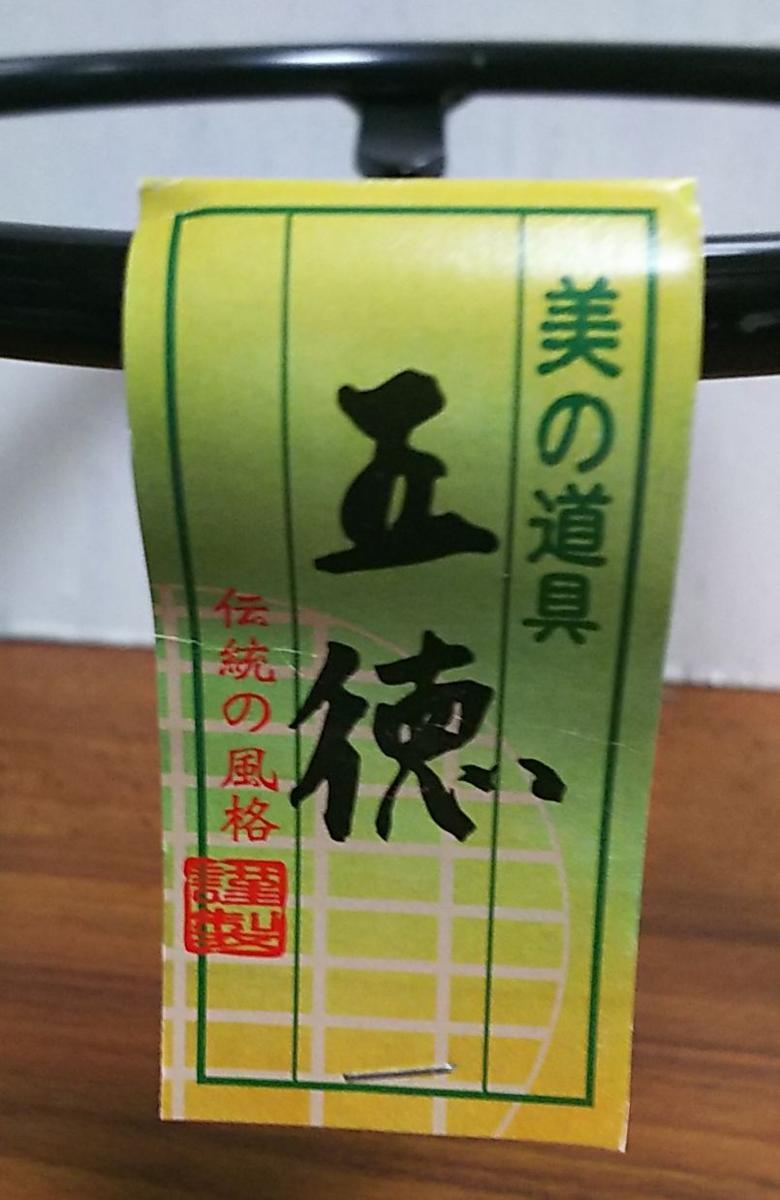 美の道具
五徳
伝統の風格
謹製